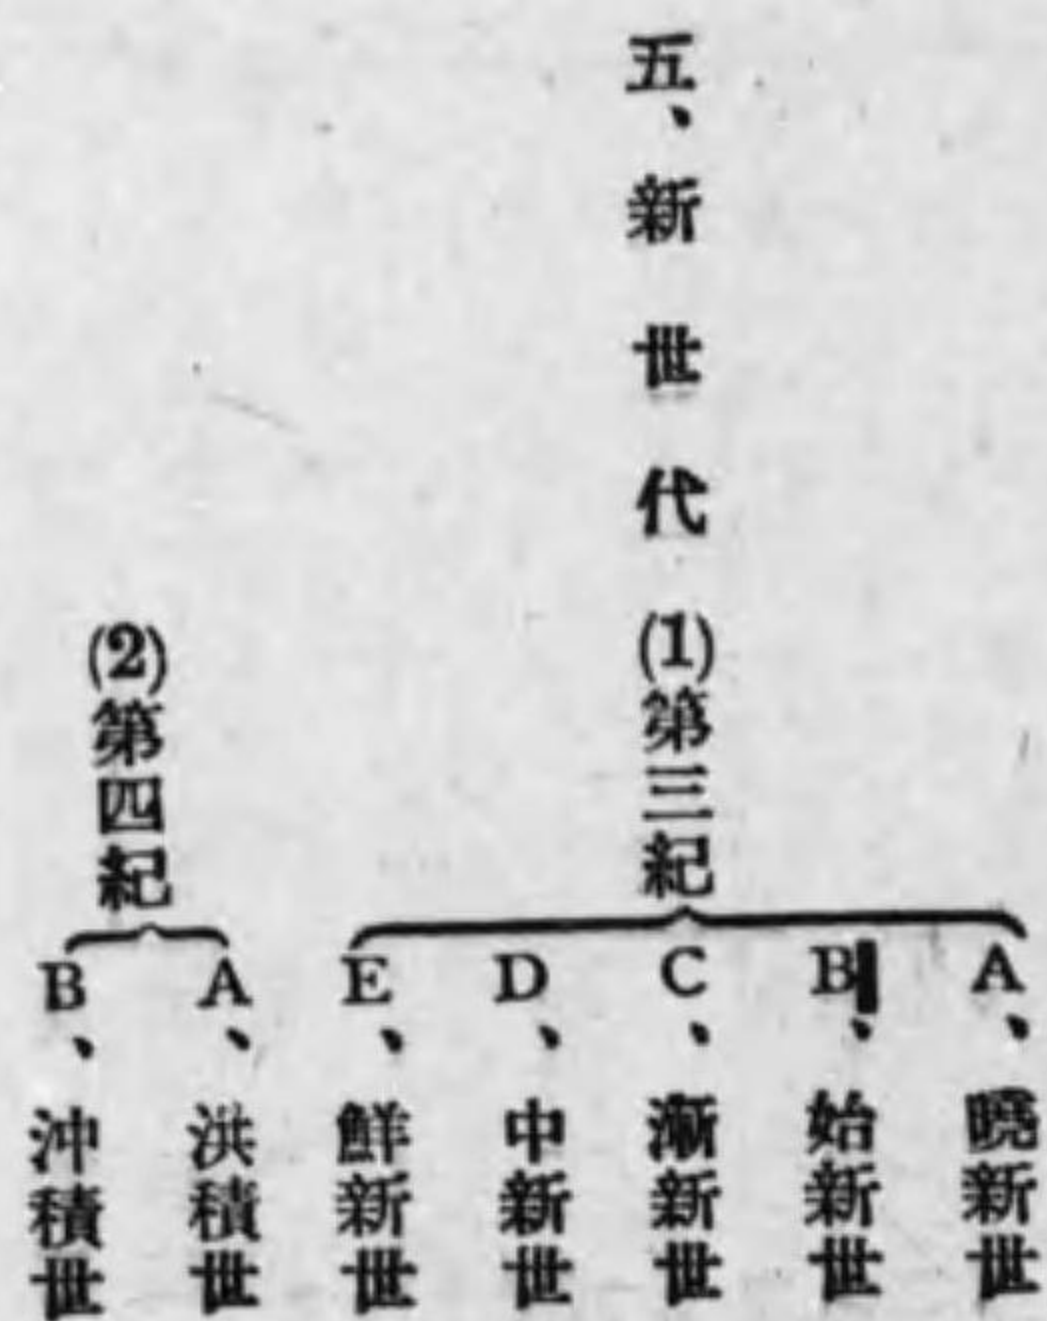 五、新世代
(1)第三紀
A、曉新世
B、始新世
C、漸新世
D、中新世
E、鮮新世
(2)第四紀
A、洪積世
B、沖積世